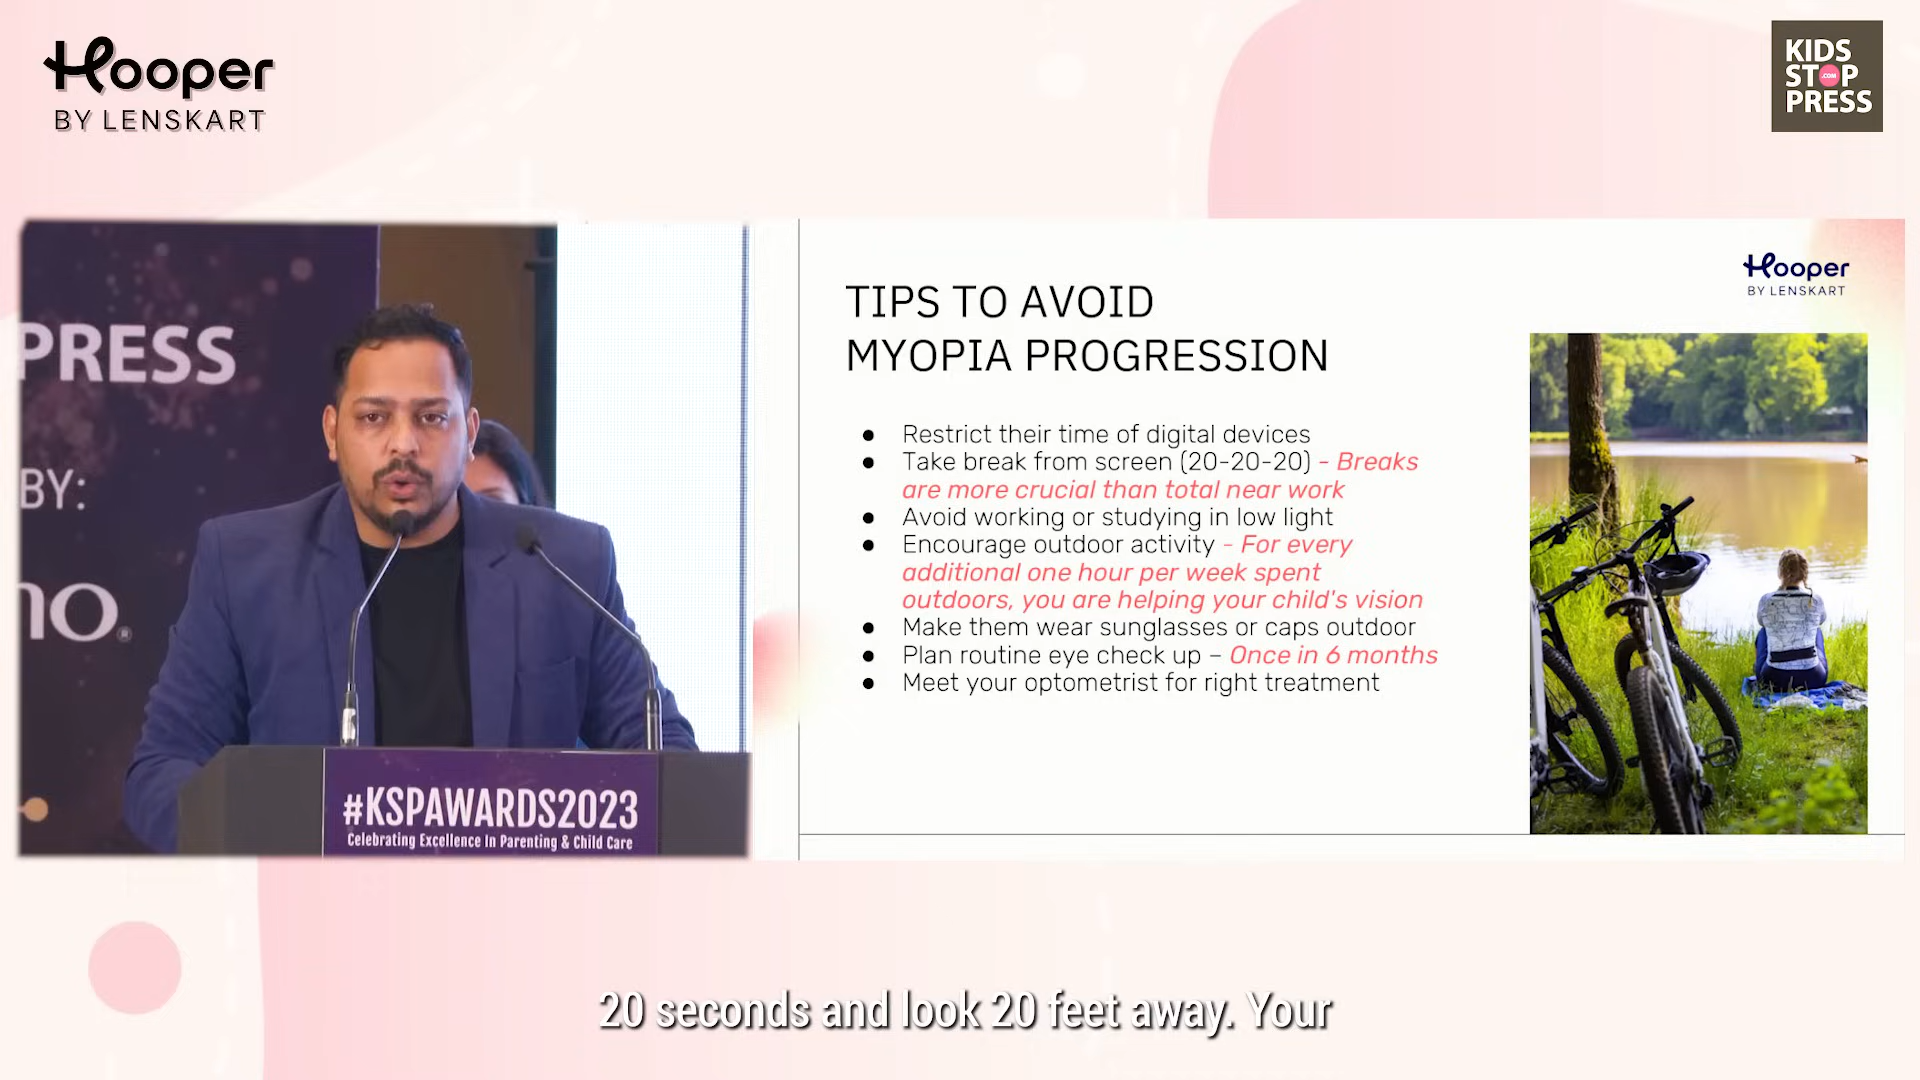 Hooper
BY LENSKART
KIDS
STOP
.COM
PRESS
PRESS
BY:
no®
#KSPAWARDS2023
Celebrating Excellence In Parenting & Child Care
Hooper
BY LENSKART
TIPS TO AVOID
MYOPIA PROGRESSION
● Restrict their time of digital devices
● Take break from screen (20-20-20) - Breaks
are more crucial than total near work
● Avoid working or studying in low light
● Encourage outdoor activity - For every
additional one hour per week spent
outdoors, you are helping your child's vision
● Make them wear sunglasses or caps outdoor
● Plan routine eye check up – Once in 6 months
● Meet your optometrist for right treatment
20 seconds and look 20 feet away. Your